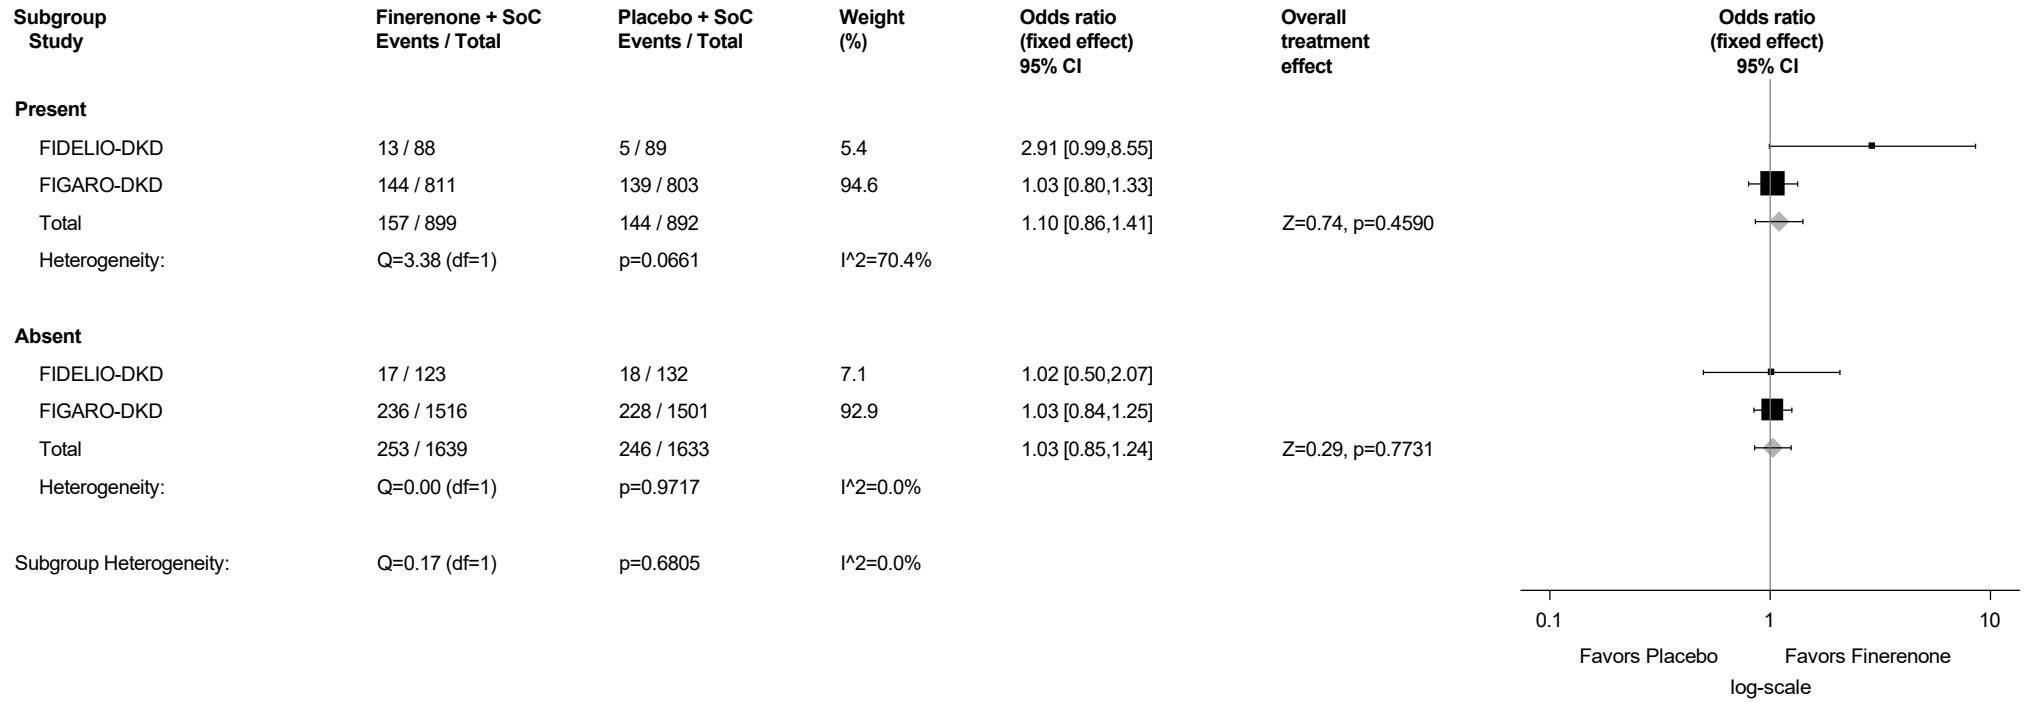 Subgroup Finerenone + SoC Placebo + SoC Weight Odds ratio Overall Odds ratio
Study Events / Total Events / Total (%) (fixed effect) treatment (fixed effect)
95% CI effect 95% CI
Present
FIDELIO-DKD 13 / 88 5 / 89 5.4 2.91 [0.99,8.55]
FIGARO-DKD 144 / 811 139 / 803 94.6 1.03 [0.80,1.33]
Total 157 / 899 144 / 892 1.10 [0.86,1.41] Z=0.74, p=0.4590
Heterogeneity: Q=3.38 (df=1) p=0.0661 I^2=70.4%
Absent
FIDELIO-DKD 17 / 123 18 / 132 7.1 1.02 [0.50,2.07]
FIGARO-DKD 236 / 1516 228 / 1501 92.9 1.03 [0.84,1.25]
Total 253 / 1639 246 / 1633 1.03 [0.85,1.24] Z=0.29, p=0.7731
Heterogeneity: Q=0.00 (df=1) p=0.9717 I^2=0.0%
Subgroup Heterogeneity: Q=0.17 (df=1) p=0.6805 I^2=0.0%
0.1 1 10
Favors Placebo Favors Finerenone
log-scale